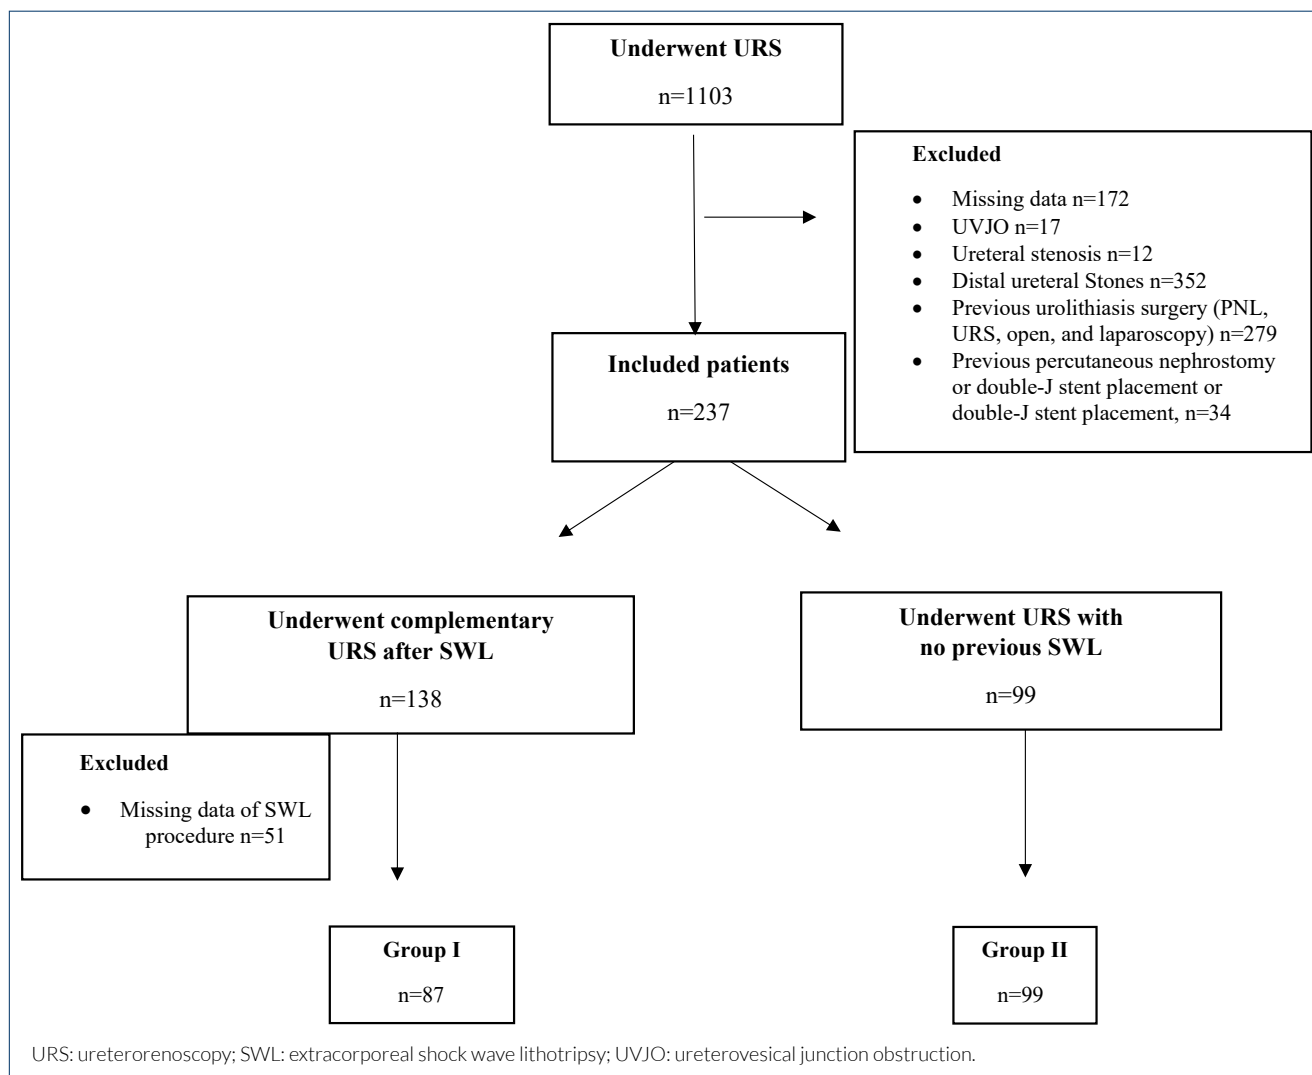 Underwent URS
n=1103
Excluded
• Missing data n=172
• UVJO n=17
• Ureteral stenosis n=12
• Distal ureteral Stones n=352
• Previous urolithiasis surgery (PNL,
URS, open, and laparoscopy) n=279
• Previous percutaneous nephrostomy
or double-J stent placement or
double-J stent placement, n=34
Included patients
n=237
Underwent complementary
URS after SWL
n=138
Underwent URS with
no previous SWL
n=99
Excluded
• Missing data of SWL
procedure n=51
Group I
n=87
Group II
n=99
URS: ureterorenoscopy; SWL: extracorporeal shock wave lithotripsy; UVJO: ureterovesical junction obstruction.